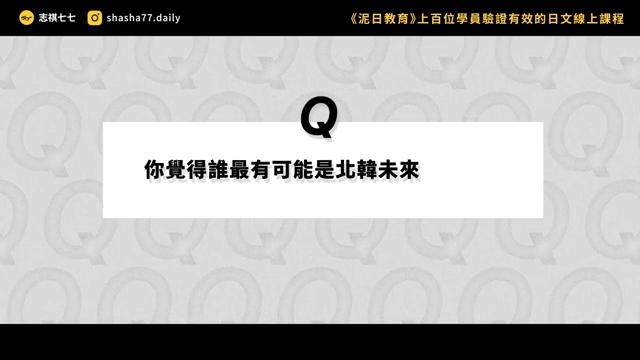 志祺七七 shasha77.daily 《泥日教育》上百位學員驗證有效的日文線上課程
Q
你覺得誰最有可能是北韓未來